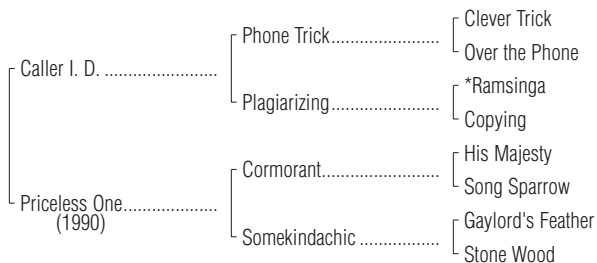 Clever Trick
Phone Trick........................
Over the Phone
Caller I. D. .........................
*Ramsinga
Plagiarizing........................
Copying
His Majesty
Cormorant..........................
Song Sparrow
Priceless One.....................
(1990)
Gaylord's Feather
Somekindachic ..................
Stone Wood